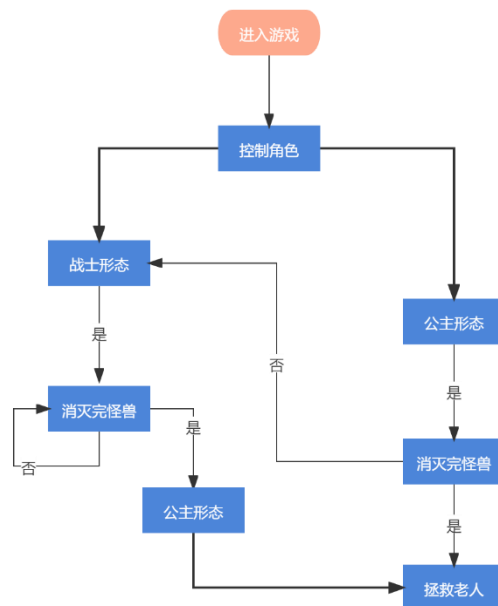 进入游戏
控制角色
战士形态
公主形态
是
否
是
消灭完怪兽
是
否
消灭完怪兽
公主形态
是
拯救老人